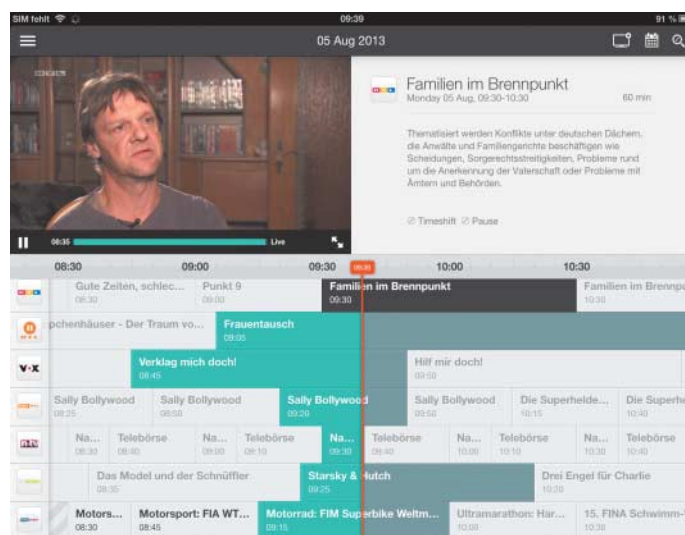 SIM fehlt 09:39 91 %
05 Aug 2013
Familien im Brennpunkt
Monday 05 Aug, 09:30-10:30 60 min
Thematisiert werden Konflikte unter deutschen Dächern,
die Anwälte und Familiengerichte beschäftigen wie
Scheidungen, Sorgerechtsstreitigkeiten, Probleme rund
um die Anerkennung der Vaterschaft oder Probleme mit
Ämtern und Behörden.
Timeshift Pause
08:35 Live
08:30 09:00 09:30 10:00 10:30
Gute Zeiten, schlec... Punkt 9 Familien im Brennpunkt Familien im Brennpu
08:30 09:00 09:30 10:30
pchenhäuser - Der Traum vo... Frauentausch
09:05
VOX Verklag mich doch! Hilf mir doch!
08:45 09:50
Sally Bollywood Sally Bollywood Sally Bollywood Sally Bollywood Die Superhelde... Die Superhe
08:25 08:50 09:20 09:50 10:15 10:40
n-tv Na... Telebörse Na... Telebörse Na... Telebörse Na... Telebörse Na... Telebörse
08:30 08:40 09:00 09:10 09:30 09:40 10:00 10:10 10:30 10:40
Das Model und der Schnüffler Starsky & Hutch Drei Engel für Charlie
08:35 09:25 10:20
Motors... Motorsport: FIA WT... Motorrad: FIM Superbike Weltm... Ultramarathon: Har... 15. FINA Schwimm-
08:30 08:45 09:15 10:00 10:30